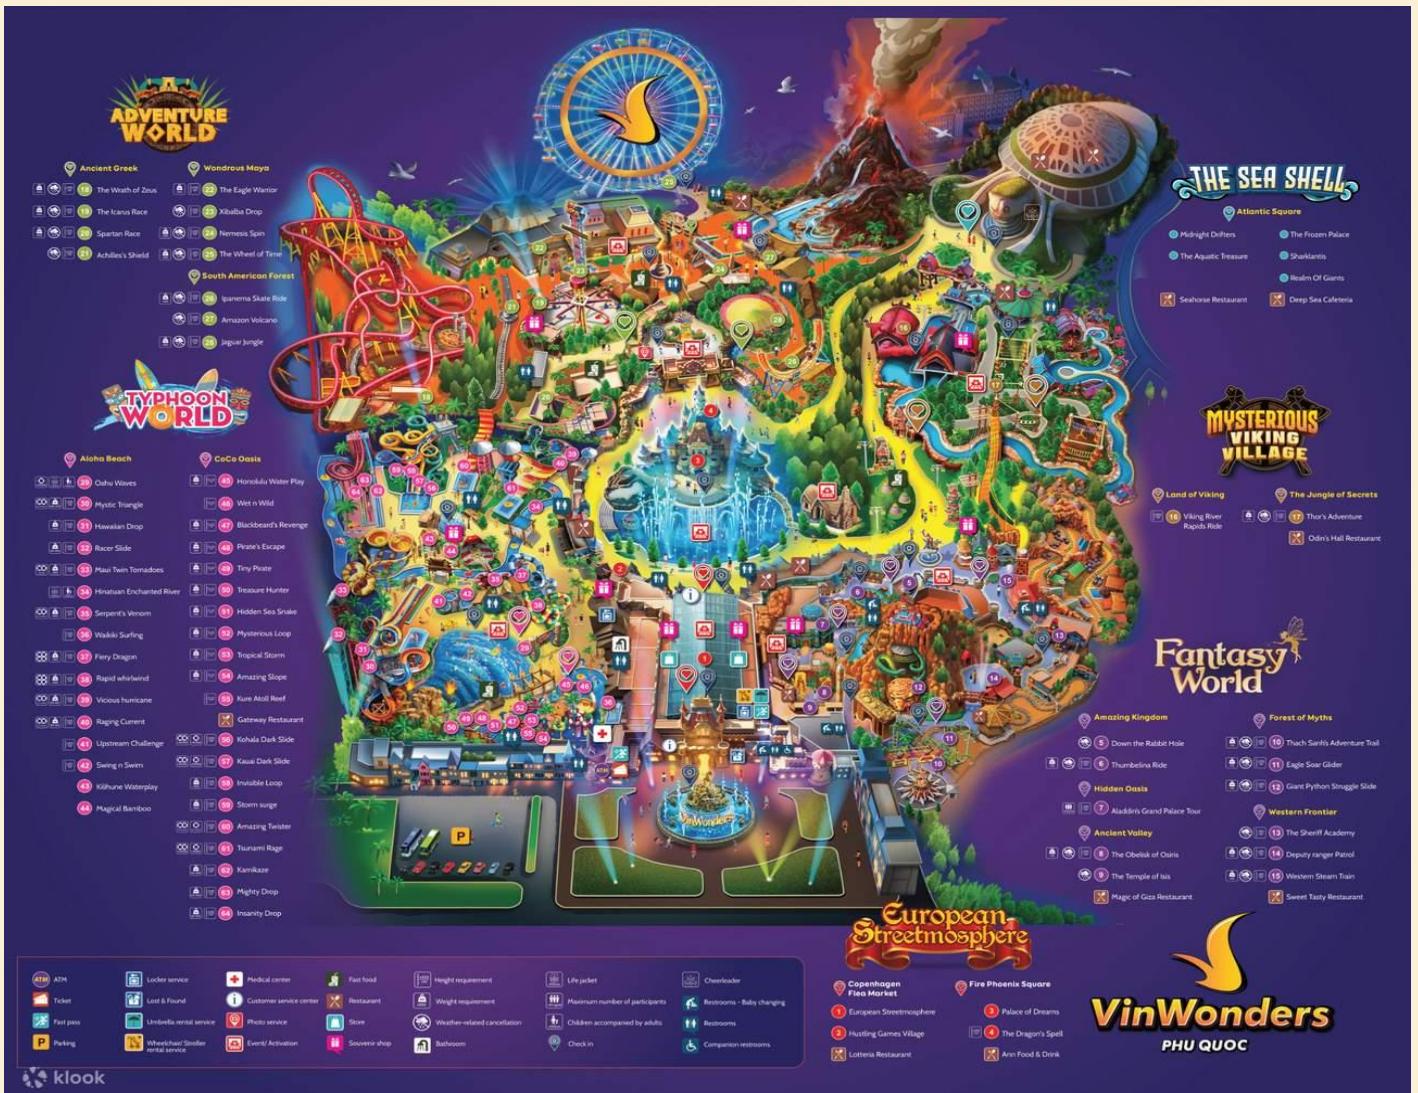 ADVENTURE
WORLD
Ancient Greek
18 The Wrath of Zeus
19 The Icarus Race
20 Spartan Race
21 Achilles's Shield
Wondrous Maya
22 The Eagle Warrior
23 Xibalba Drop
24 Nemesis Spin
25 The Wheel of Time
South American Forest
26 Ipanema Skate Ride
27 Amazon Volcano
28 Jaguar Jungle
TYPHOON
WORLD
Aloha Beach
29 Oahu Waves
30 Mystic Triangle
31 Hawaiian Drop
32 Racer Slide
33 Maui Twin Tornadoes
34 Hinatuan Enchanted River
35 Serpent's Venom
36 Waikiki Surfing
37 Fiery Dragon
38 Rapid whirlwind
39 Vicious hurricane
40 Raging Current
41 Upstream Challenge
42 Swing n Swim
43 Kilihune Waterplay
44 Magical Bamboo
CoCo Oasis
45 Honolulu Water Play
46 Wet n Wild
47 Blackbeard's Revenge
48 Pirate's Escape
49 Tiny Pirate
50 Treasure Hunter
51 Hidden Sea Snake
52 Mysterious Loop
53 Tropical Storm
54 Amazing Slope
55 Kure Atoll Reef
Gateway Restaurant
56 Kohala Dark Slide
57 Kauai Dark Slide
58 Invisible Loop
59 Storm surge
60 Amazing Twister
61 Tsunami Rage
62 Kamikaze
63 Mighty Drop
64 Insanity Drop
THE SEA SHELL
Atlantic Square
Midnight Drifters
The Aquatic Treasure
The Frozen Palace
Sharklantis
Realm Of Giants
Seahorse Restaurant
Deep Sea Cafeteria
MYSTERIOUS
VIKING
VILLAGE
Land of Viking
16 Viking River
Rapids Ride
The Jungle of Secrets
17 Thor's Adventure
Odin's Hall Restaurant
Fantasy
World
Amazing Kingdom
5 Down the Rabbit Hole
6 Thumbelina Ride
Hidden Oasis
7 Aladdin's Grand Palace Tour
Ancient Valley
8 The Obelisk of Osiris
9 The Temple of Isis
Magic of Giza Restaurant
Forest of Myths
10 Thach Sanh's Adventure Trail
11 Eagle Soar Glider
12 Giant Python Struggle Slide
Western Frontier
13 The Sheriff Academy
14 Deputy ranger Patrol
15 Western Steam Train
Sweet Tasty Restaurant
VinWonders
P
ATM
European
Streetmosphere
Copenhagen
Flea Market
1 European Streetmosphere
2 Hustling Games Village
Lotteria Restaurant
Fire Phoenix Square
3 Palace of Dreams
4 The Dragon's Spell
Ann Food & Drink
VinWonders
PHU QUOC
ATM ATM
Ticket
Fast pass
P Parking
Locker service
Lost & Found
Umbrella rental service
Wheelchair/ Stroller
rental service
Medical center
i Customer service center
Photo service
Event/ Activation
Fast food
Restaurant
Store
Souvenir shop
Height requirement
Weight requirement
Weather-related cancellation
Bathroom
Life jacket
Maximum number of participants
Children accompanied by adults
Check in
Cheerleader
Restrooms - Baby changing
Restrooms
Companion restrooms
klook